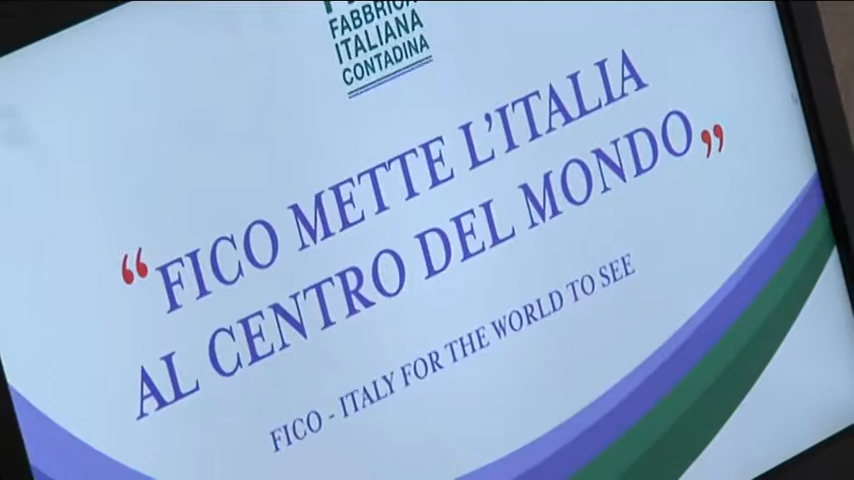 FABBRICA
ITALIANA
CONTADINA
“FICO METTE L’ITALIA
AL CENTRO DEL MONDO”
FICO - ITALY FOR THE WORLD TO SEE